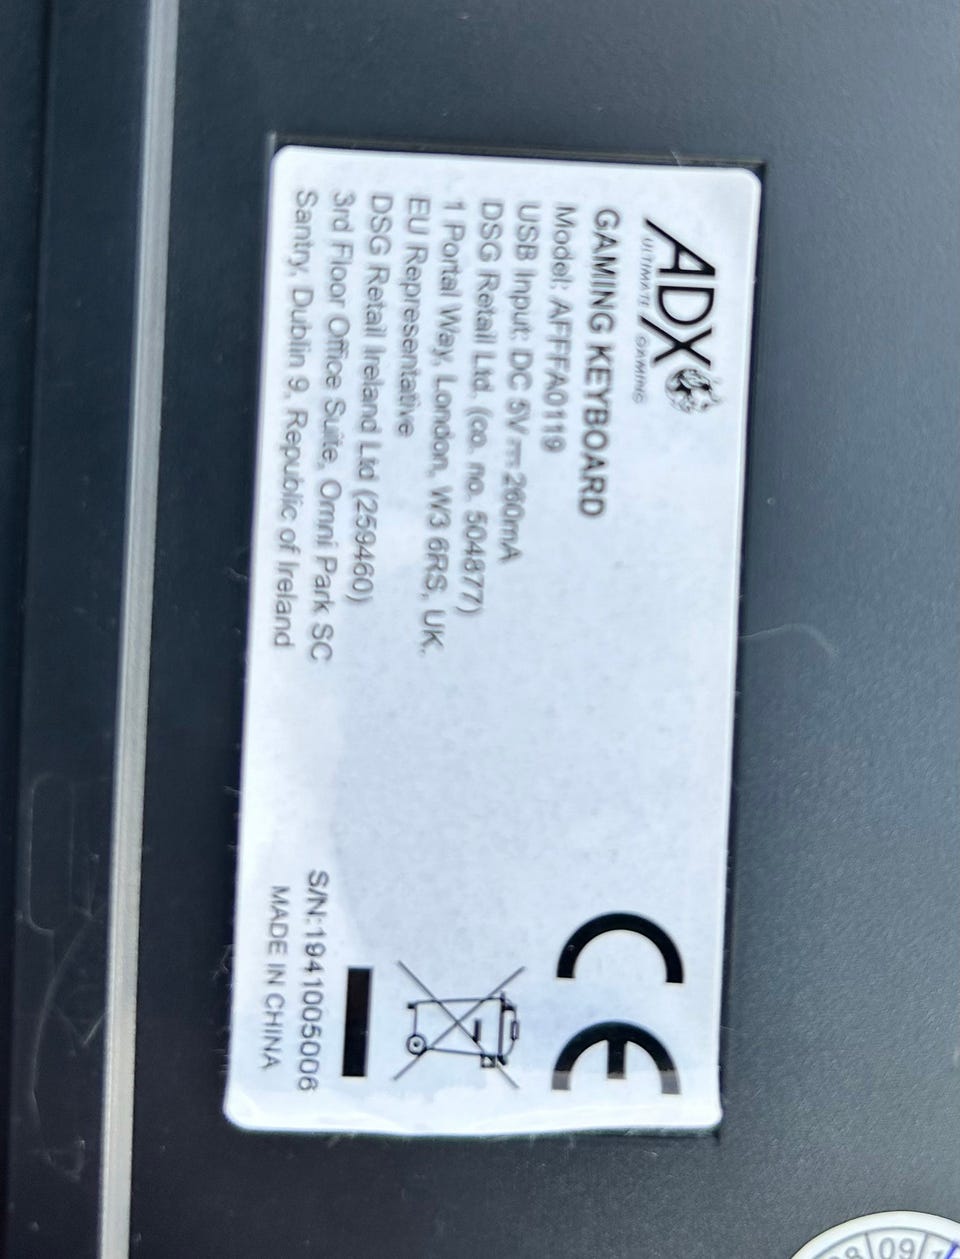 ADX
ULTIMATE GAMING
GAMING KEYBOARD
Model: AFFFA0119
USB Input: DC 5V⎓260mA
DSG Retail Ltd. (co. no. 504877)
1 Portal Way, London, W3 6RS, UK.
EU Representative
DSG Retail Ireland Ltd (259460)
3rd Floor Office Suite, Omni Park SC
Santry, Dublin 9, Republic of Ireland
CE
S/N:1941005006
MADE IN CHINA
09